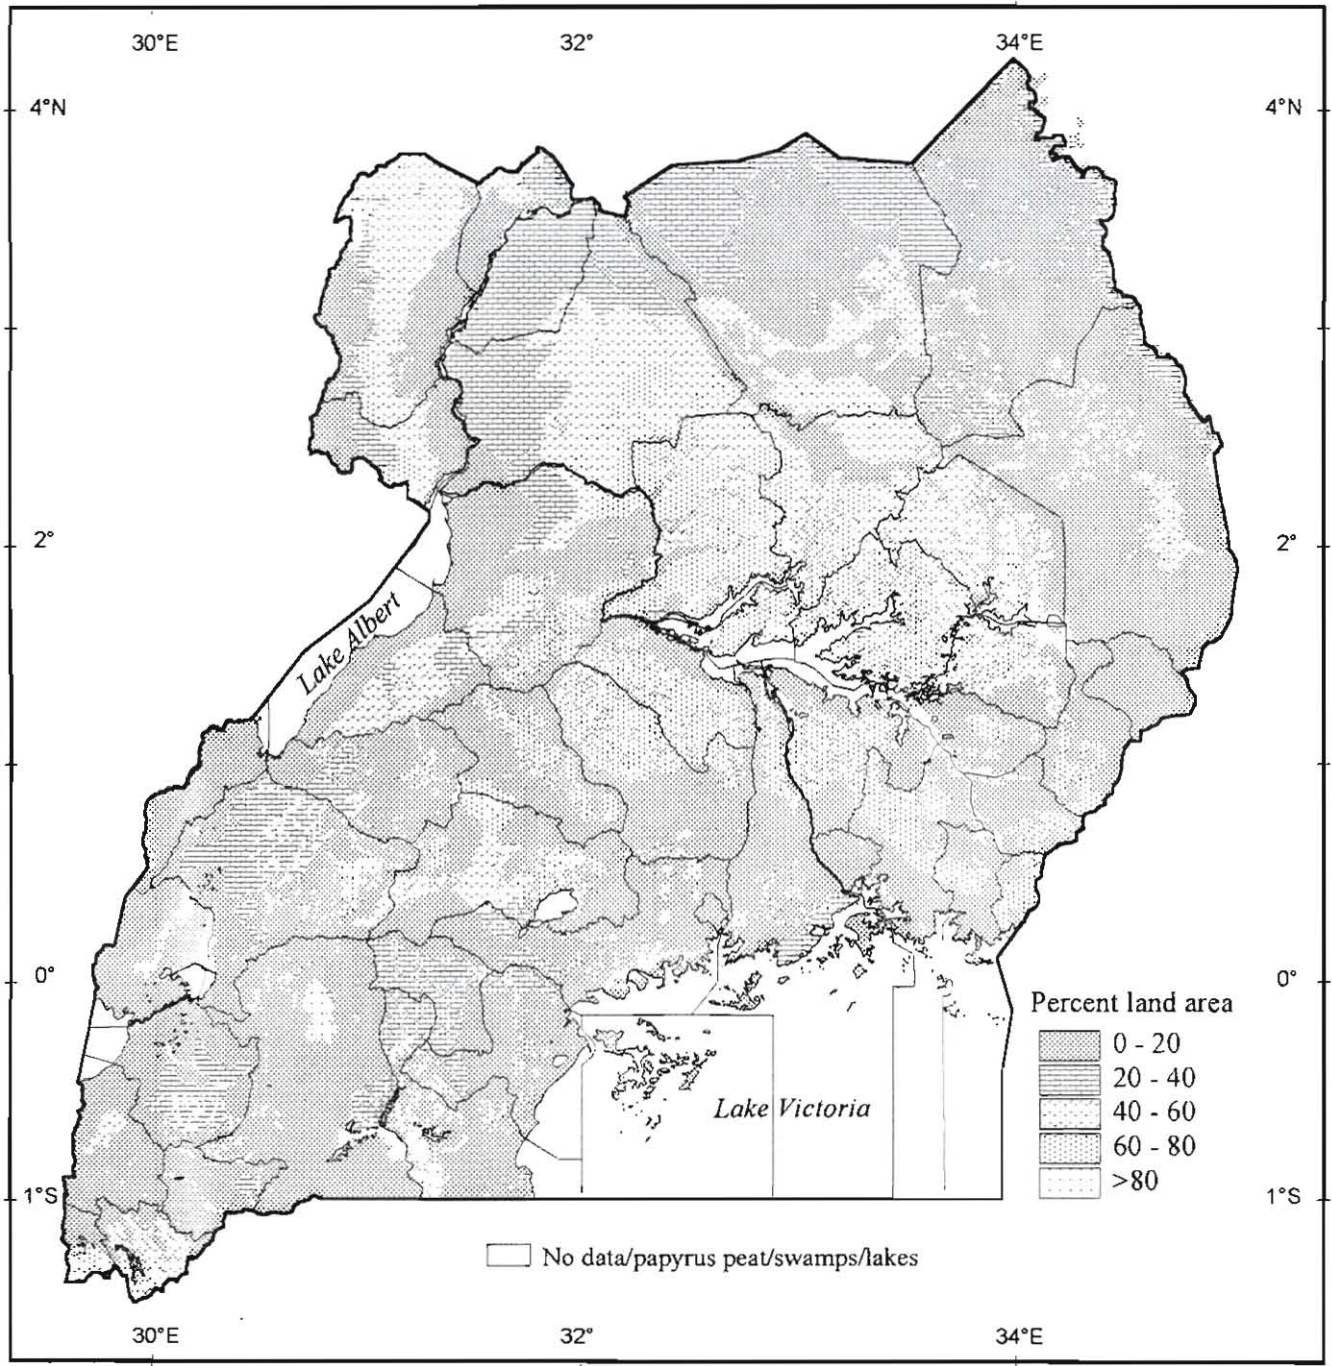 30°E 32° 34°E
4°N 4°N
2° 2°
Lake Albert
0° 0°
Percent land area
0 - 20
20 - 40
40 - 60
60 - 80
>80
Lake Victoria
1°S 1°S
No data/papyrus peat/swamps/lakes
30°E 32° 34°E